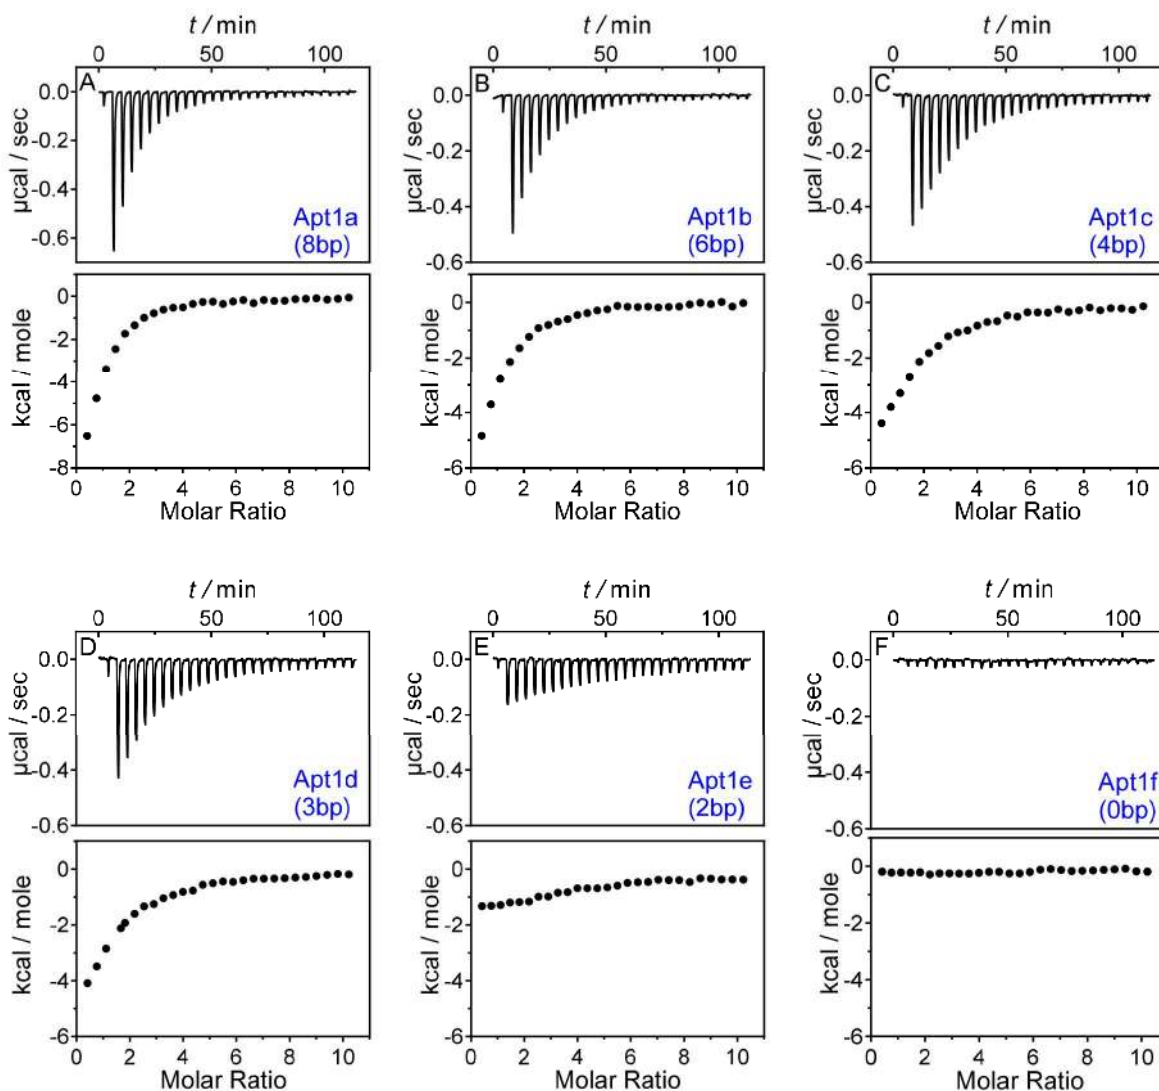 t / min
t / min
t / min
0 50 100
0 50 100
0 50 100
A
B
C
0.0
-0.2
-0.4
-0.6
µcal / sec
Apt1a
(8bp)
0.0
-0.2
-0.4
-0.6
µcal / sec
Apt1b
(6bp)
0.0
-0.2
-0.4
-0.6
µcal / sec
Apt1c
(4bp)
0
-2
-4
-6
-8
kcal / mole
0 2 4 6 8 10
Molar Ratio
0
-2
-4
-6
kcal / mole
0 2 4 6 8 10
Molar Ratio
0
-2
-4
-6
kcal / mole
0 2 4 6 8 10
Molar Ratio
t / min
t / min
t / min
0 50 100
0 50 100
0 50 100
D
E
F
0.0
-0.2
-0.4
-0.6
µcal / sec
Apt1d
(3bp)
0.0
-0.2
-0.4
-0.6
µcal / sec
Apt1e
(2bp)
0.0
-0.2
-0.4
-0.6
µcal / sec
Apt1f
(0bp)
0
-2
-4
-6
kcal / mole
0 2 4 6 8 10
Molar Ratio
0
-2
-4
-6
kcal / mole
0 2 4 6 8 10
Molar Ratio
0
-2
-4
-6
kcal / mole
0 2 4 6 8 10
Molar Ratio